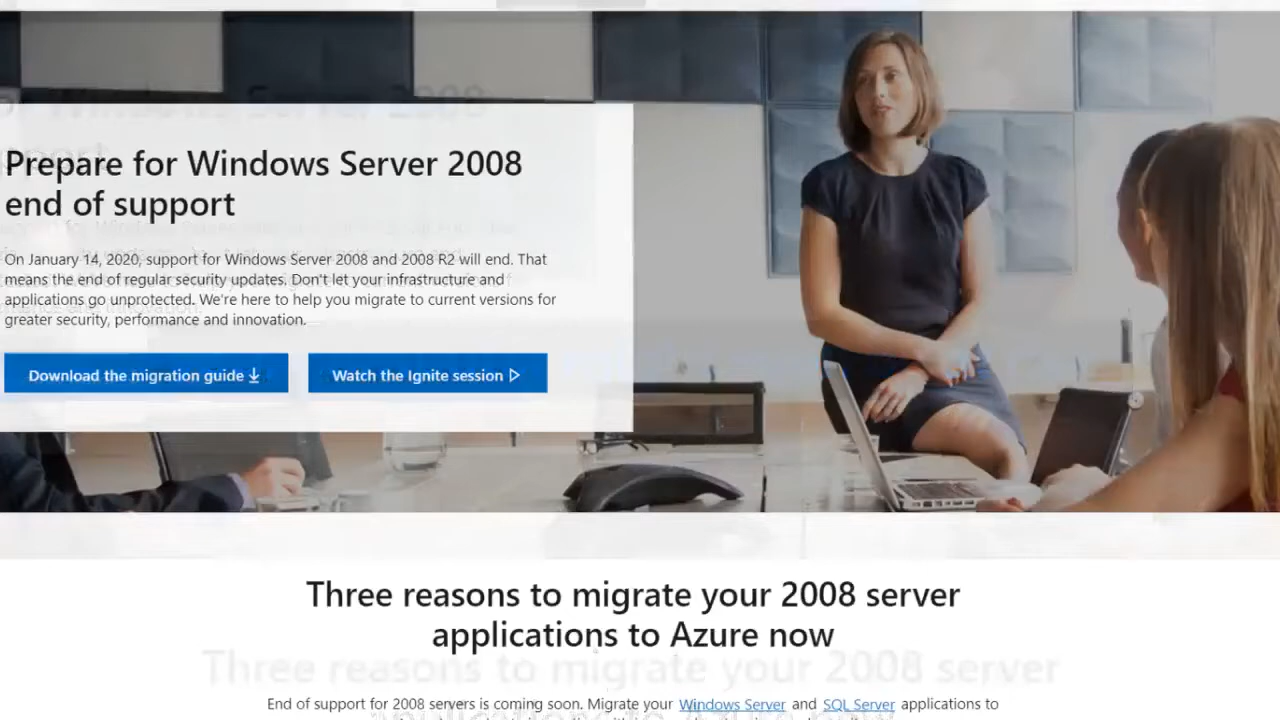 Prepare for Windows Server 2008
end of support
On January 14, 2020, support for Windows Server 2008 and 2008 R2 will end. That
means the end of regular security updates. Don't let your infrastructure and
applications go unprotected. We're here to help you migrate to current versions for
greater security, performance and innovation.
Download the migration guide
Watch the Ignite session
Three reasons to migrate your 2008 server
applications to Azure now
End of support for 2008 servers is coming soon. Migrate your Windows Server and SQL Server applications to